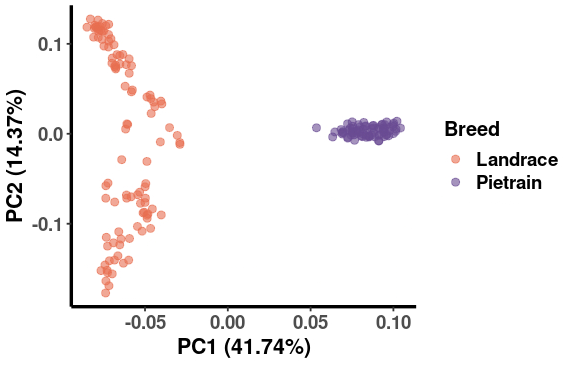 PC2 (14.37%)
0.1
0.0
-0.1
-0.05 0.00 0.05 0.10
PC1 (41.74%)
Breed
Landrace
Pietrain